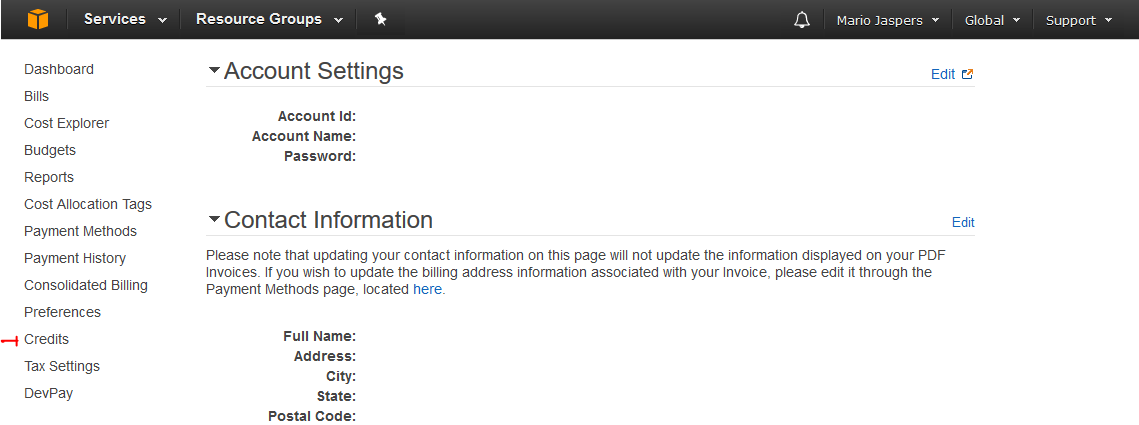 Services Resource Groups Mario Jaspers Global Support
Dashboard
Bills
Cost Explorer
Budgets
Reports
Cost Allocation Tags
Payment Methods
Payment History
Consolidated Billing
Preferences
Credits
Tax Settings
DevPay
Account Settings Edit
Account Id:
Account Name:
Password:
Contact Information Edit
Please note that updating your contact information on this page will not update the information displayed on your PDF
Invoices. If you wish to update the billing address information associated with your Invoice, please edit it through the
Payment Methods page, located here.
Full Name:
Address:
City:
State:
Postal Code: